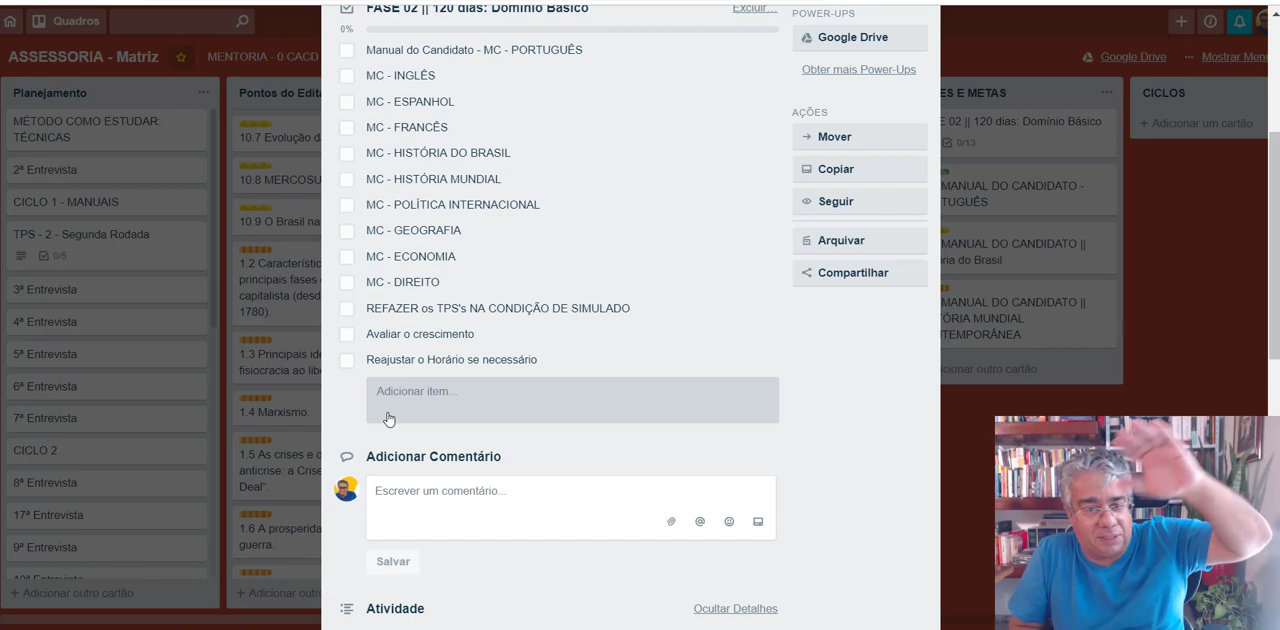 Quadros
ASSESSORIA - Matriz
MENTORIA - 0 CACD
Google Drive
Mostrar Menu
Planejamento
MÉTODO COMO ESTUDAR:
TÉCNICAS
2ª Entrevista
CICLO 1 - MANUAIS
TPS - 2 - Segunda Rodada
0/5
3ª Entrevista
4ª Entrevista
5ª Entrevista
6ª Entrevista
7ª Entrevista
CICLO 2
8ª Entrevista
17ª Entrevista
9ª Entrevista
+ Adicionar outro cartão
Pontos do Edita
10.7 Evolução da
10.8 MERCOSU
10.9 O Brasil na
1.2 Característic
principais fases d
capitalista (desde
1780).
1.3 Principais ide
fisiocracia ao libe
1.4 Marxismo.
1.5 As crises e o
anticrise: a Crise
Deal".
1.6 A prosperida
guerra.
+ Adicionar out
FASE 02 || 120 dias: Domínio Básico
Excluir...
0%
Manual do Candidato - MC - PORTUGUÊS
MC - INGLÊS
MC - ESPANHOL
MC - FRANCÊS
MC - HISTÓRIA DO BRASIL
MC - HISTÓRIA MUNDIAL
MC - POLÍTICA INTERNACIONAL
MC - GEOGRAFIA
MC - ECONOMIA
MC - DIREITO
REFAZER os TPS's NA CONDIÇÃO DE SIMULADO
Avaliar o crescimento
Reajustar o Horário se necessário
Adicionar item...
Adicionar Comentário
Escrever um comentário...
Salvar
Atividade
Ocultar Detalhes
POWER-UPS
Google Drive
Obter mais Power-Ups
AÇÕES
Mover
Copiar
Seguir
Arquivar
Compartilhar
ES E METAS
E 02 || 120 dias: Domínio Básico
0/13
MANUAL DO CANDIDATO -
TUGUÊS
MANUAL DO CANDIDATO ||
ria do Brasil
MANUAL DO CANDIDATO ||
TÓRIA MUNDIAL
NTEMPORÂNEA
icionar outro cartão
CICLOS
+ Adicionar um cartão